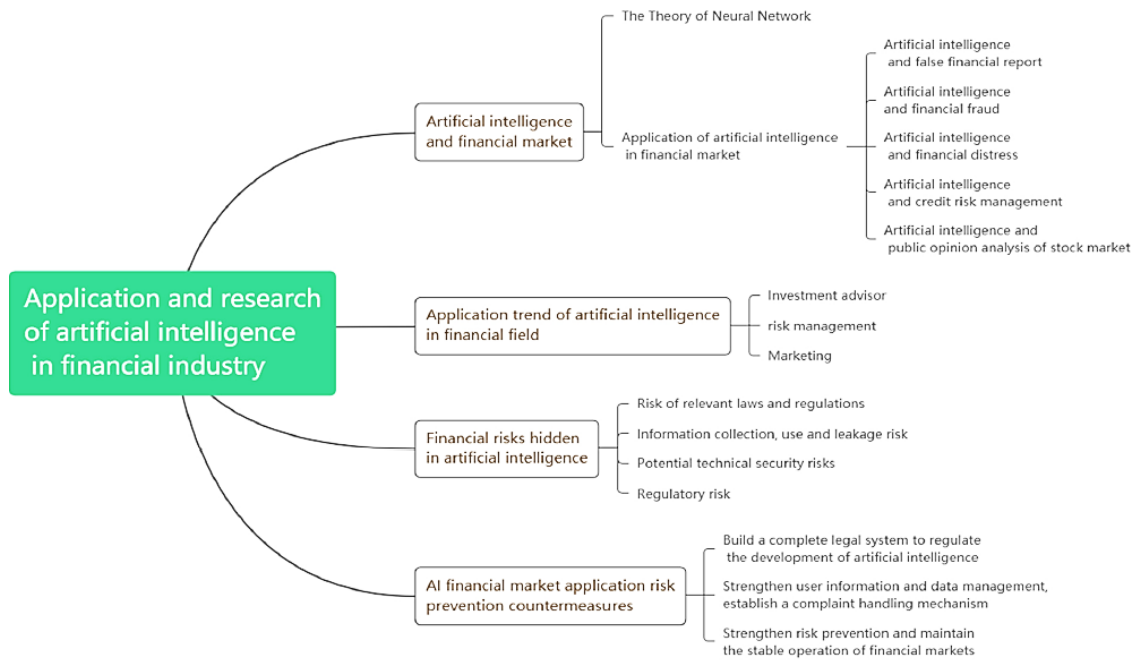 Application and research
of artificial intelligence
in financial industry
Artificial intelligence
and financial market
The Theory of Neural Network
Application of artificial intelligence
in financial market
Artificial intelligence
and false financial report
Artificial intelligence
and financial fraud
Artificial intelligence
and financial distress
Artificial intelligence
and credit risk management
Artificial intelligence and
public opinion analysis of stock market
Application trend of artificial intelligence
in financial field
Investment advisor
risk management
Marketing
Financial risks hidden
in artificial intelligence
Risk of relevant laws and regulations
Information collection, use and leakage risk
Potential technical security risks
Regulatory risk
AI financial market application risk
prevention countermeasures
Build a complete legal system to regulate
the development of artificial intelligence
Strengthen user information and data management,
establish a complaint handling mechanism
Strengthen risk prevention and maintain
the stable operation of financial markets